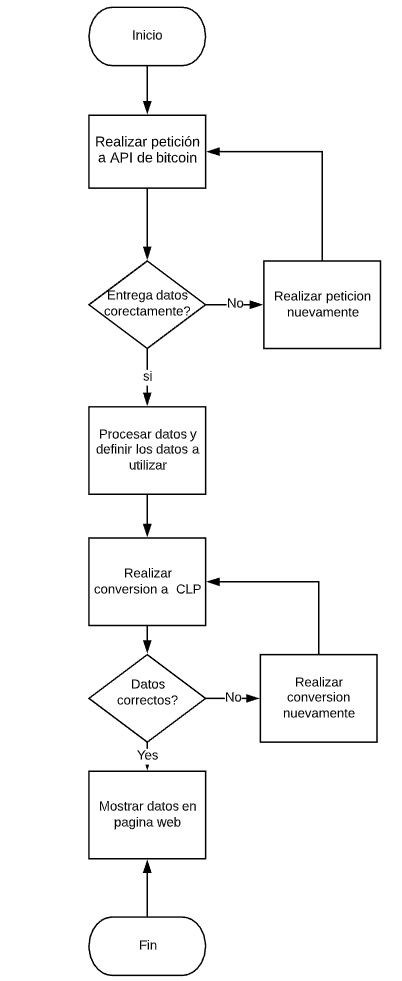 Inicio
Realizar petición
a API de bitcoin
Entrega datos
corectamente?
No
Realizar peticion
nuevamente
si
Procesar datos y
definir los datos a
utilizar
Realizar
conversion a CLP
Datos
correctos?
No
Realizar
conversion
nuevamente
Yes
Mostrar datos en
pagina web
Fin